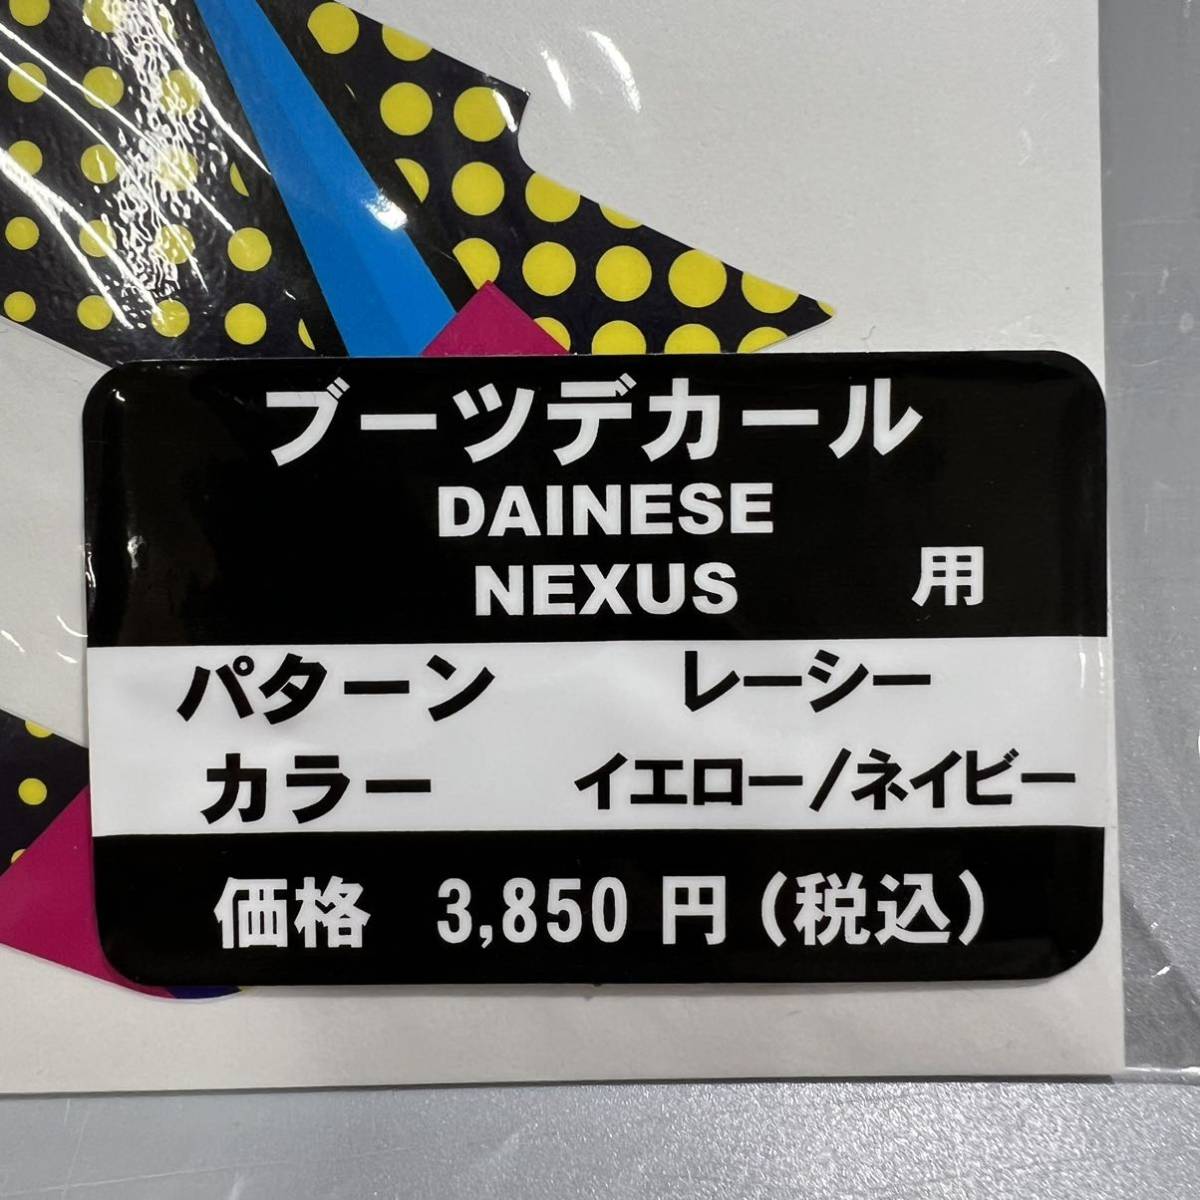 ブーツデカール
DAINESE
NEXUS 用
パターン レーシー
カラー イエロー/ネイビー
価格 3,850 円(税込)